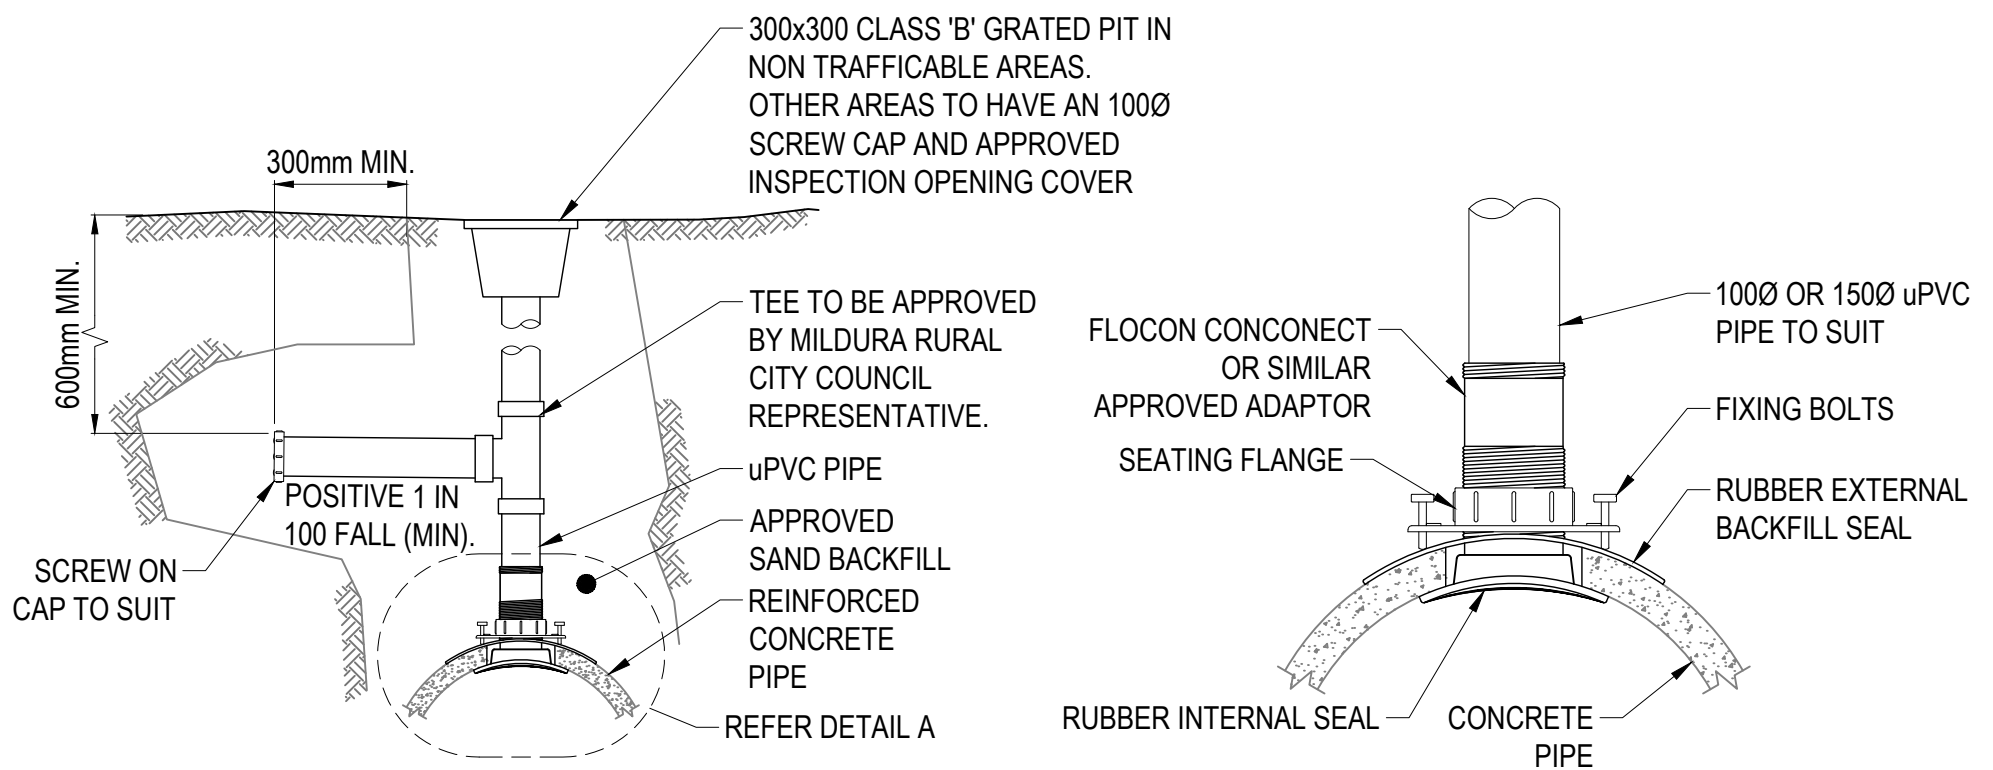 300x300 CLASS 'B' GRATED PIT IN
NON TRAFFICABLE AREAS.
OTHER AREAS TO HAVE AN 100Ø
SCREW CAP AND APPROVED
INSPECTION OPENING COVER
300mm MIN.
600mm MIN.
TEE TO BE APPROVED
BY MILDURA RURAL
CITY COUNCIL
REPRESENTATIVE.
uPVC PIPE
POSITIVE 1 IN
100 FALL (MIN).
APPROVED
SAND BACKFILL
SCREW ON
CAP TO SUIT
REINFORCED
CONCRETE
PIPE
REFER DETAIL A
100Ø OR 150Ø uPVC
PIPE TO SUIT
FLOCON CONCONECT
OR SIMILAR
APPROVED ADAPTOR
FIXING BOLTS
SEATING FLANGE
RUBBER EXTERNAL
BACKFILL SEAL
RUBBER INTERNAL SEAL
CONCRETE
PIPE